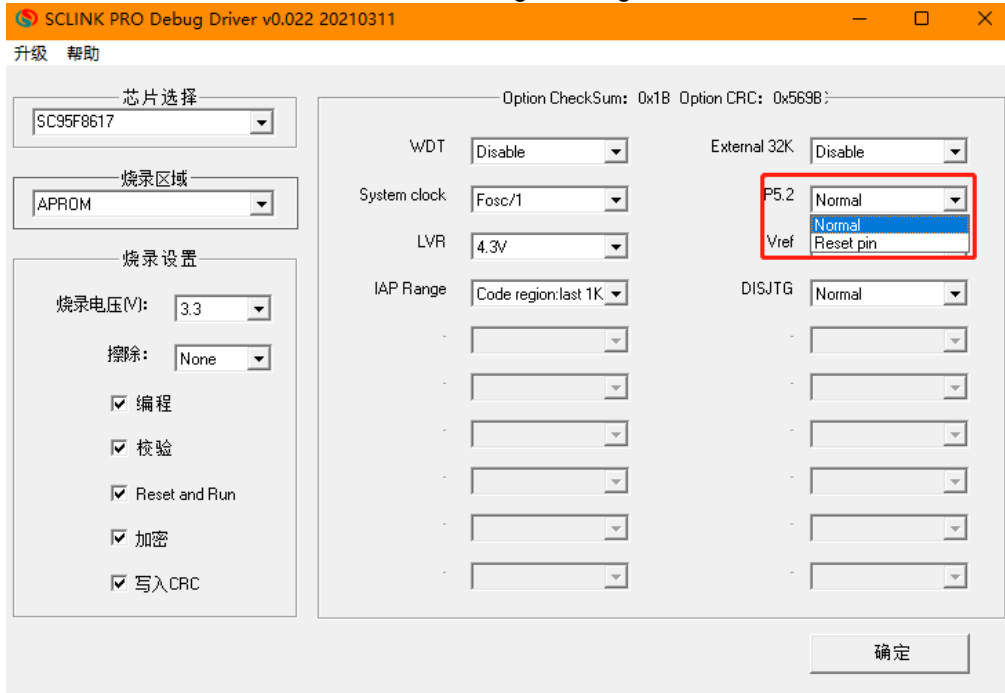 SCLINK PRO Debug Driver v0.022 20210311
升级 帮助
芯片选择
SC95F8617
烧录区域
APROM
烧录设置
烧录电压(V): 3.3
擦除: None
编程
校验
Reset and Run
加密
写入CRC
Option CheckSum: 0x1B Option CRC: 0x569B
WDT Disable External 32K Disable
System clock Fosc/1 P5.2 Normal
Normal
LVR 4.3V Vref Reset pin
IAP Range Code region:last 1K DISJTG Normal
确定